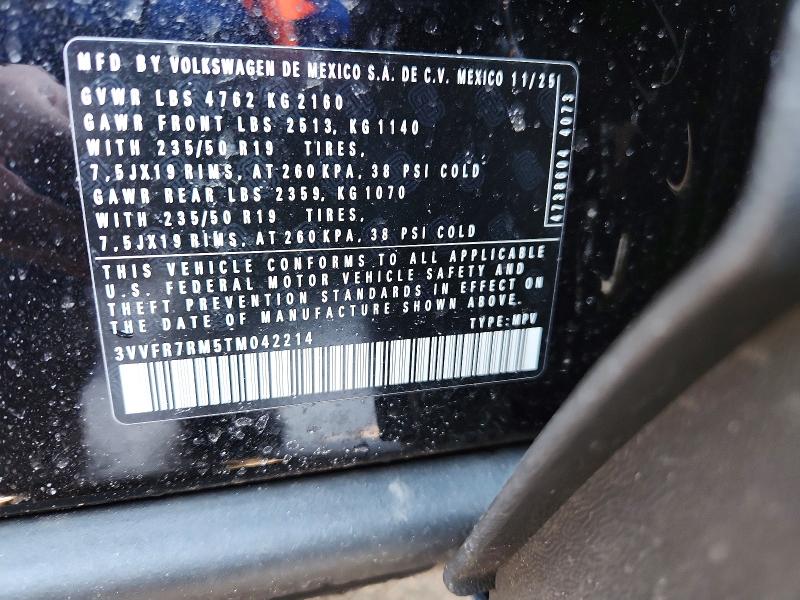 MFD BY VOLKSWAGEN DE MEXICO S.A. DE C.V. MEXICO 11/25
GVWR LBS 4762 KG 2160
GAWR FRONT LBS 2513, KG 1140
WITH 235/50 R19 TIRES,
7,5JX19 RIMS, AT 260 KPA, 38 PSI COLD
GAWR REAR LBS 2359, KG 1070
WITH 235/50 R19 TIRES,
7,5JX19 RIMS, AT 260 KPA, 38 PSI COLD
4738604 4073
THIS VEHICLE CONFORMS TO ALL APPLICABLE
U.S. FEDERAL MOTOR VEHICLE SAFETY AND
THEFT PREVENTION STANDARDS IN EFFECT ON
THE DATE OF MANUFACTURE SHOWN ABOVE.
TYPE: MPV
3VVFR7RM5TM042214